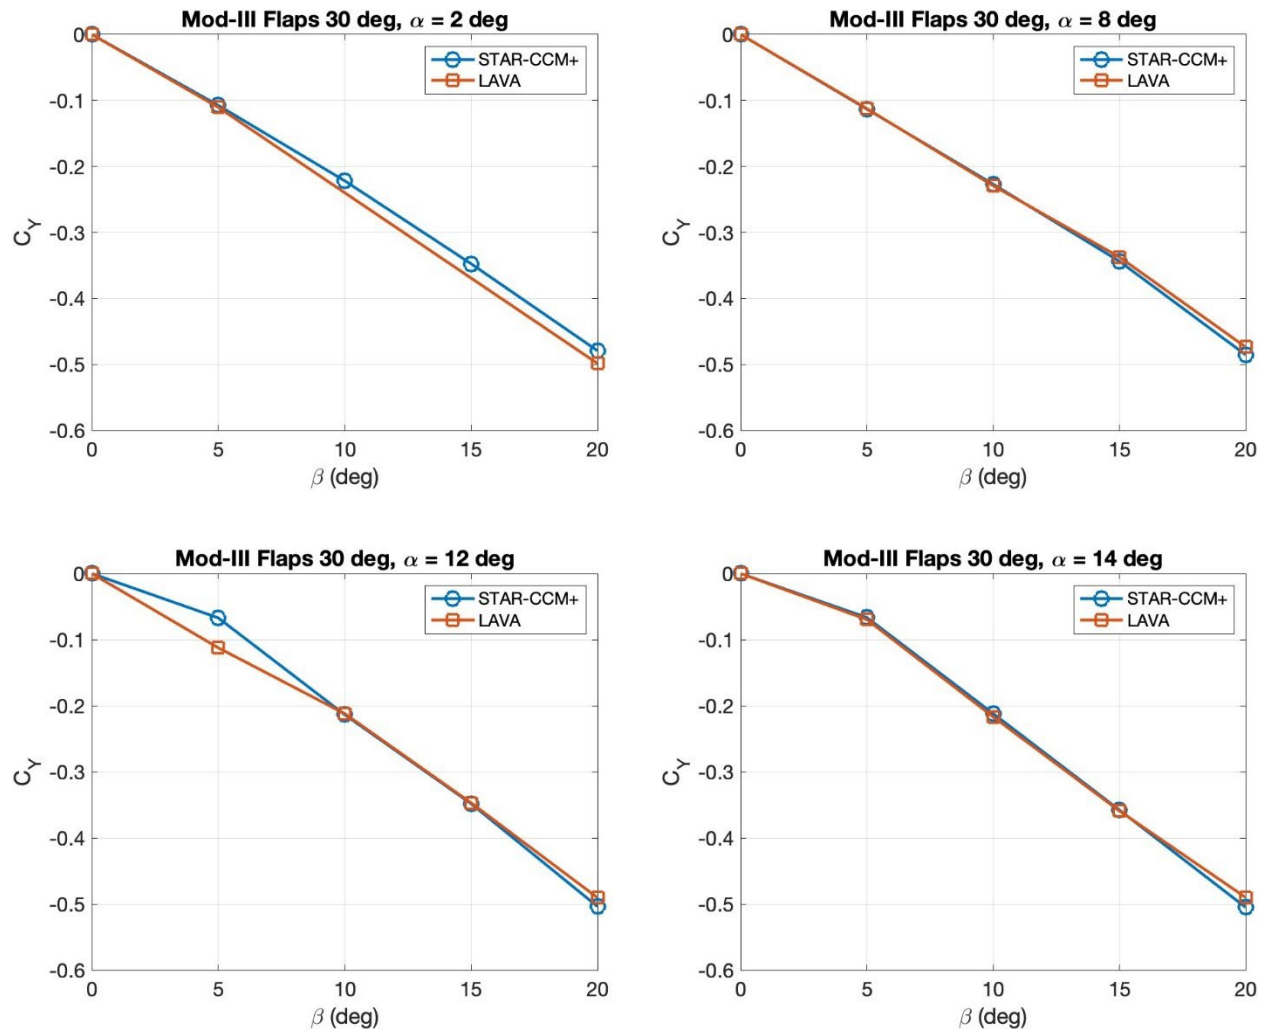 Mod-III Flaps 30 deg, α = 2 deg
STAR-CCM+
LAVA
0
-0.1
-0.2
-0.3
-0.4
-0.5
-0.6
C_Y
0 5 10 15 20
β (deg)
Mod-III Flaps 30 deg, α = 8 deg
STAR-CCM+
LAVA
0
-0.1
-0.2
-0.3
-0.4
-0.5
-0.6
C_Y
0 5 10 15 20
β (deg)
Mod-III Flaps 30 deg, α = 12 deg
STAR-CCM+
LAVA
0
-0.1
-0.2
-0.3
-0.4
-0.5
-0.6
C_Y
0 5 10 15 20
β (deg)
Mod-III Flaps 30 deg, α = 14 deg
STAR-CCM+
LAVA
0
-0.1
-0.2
-0.3
-0.4
-0.5
-0.6
C_Y
0 5 10 15 20
β (deg)